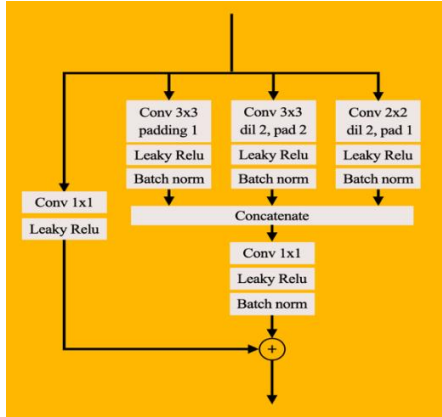 Conv 3x3
padding 1
Leaky Relu
Batch norm
Conv 3x3
dil 2, pad 2
Leaky Relu
Batch norm
Conv 2x2
dil 2, pad 1
Leaky Relu
Batch norm
Conv 1x1
Leaky Relu
Concatenate
Conv 1x1
Leaky Relu
Batch norm
+